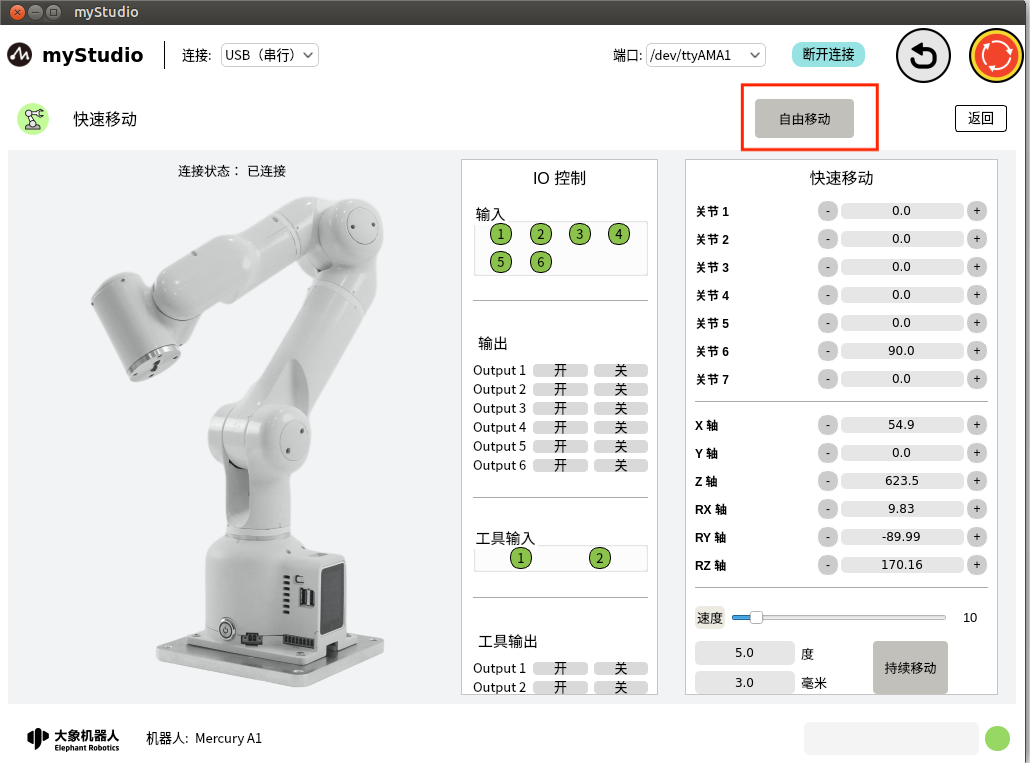 myStudio
myStudio 连接: USB（串行） 端口: /dev/ttyAMA1 断开连接
快速移动 自由移动 返回
连接状态： 已连接
IO 控制
输入
1 2 3 4
5 6
输出
Output 1 开 关
Output 2 开 关
Output 3 开 关
Output 4 开 关
Output 5 开 关
Output 6 开 关
工具输入
1 2
工具输出
Output 1 开 关
Output 2 开 关
快速移动
关节 1 - 0.0 +
关节 2 - 0.0 +
关节 3 - 0.0 +
关节 4 - 0.0 +
关节 5 - 0.0 +
关节 6 - 90.0 +
关节 7 - 0.0 +
X 轴 - 54.9 +
Y 轴 - 0.0 +
Z 轴 - 623.5 +
RX 轴 - 9.83 +
RY 轴 - -89.99 +
RZ 轴 - 170.16 +
速度 10
5.0 度
3.0 毫米
持续移动
大象机器人
Elephant Robotics
机器人: Mercury A1